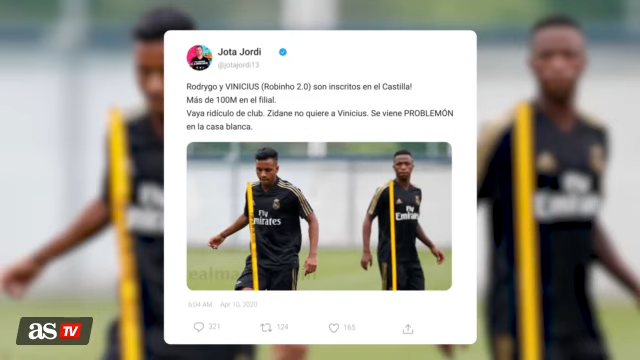 Jota Jordi
@jotajordi13
Rodrygo y VINICIUS (Robinho 2.0) son inscritos en el Castilla!
Más de 100M en el filial.
Vaya ridículo de club. Zidane no quiere a Vinicius. Se viene PROBLEMÓN
en la casa blanca.
Fly
Emirates
Fly
Emirates
realma
6:04 AM Apr 10, 2020
321 124 165
as TV